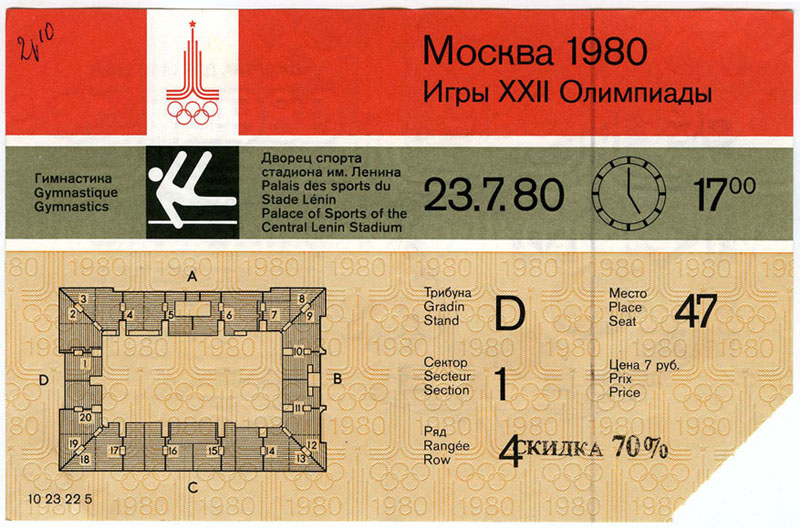 Москва 1980
Игры XXII Олимпиады
Гимнастика
Gymnastique
Gymnastics
Дворец спорта
стадиона им. Ленина
Palais des sports du
Stade Lénin
Palace of Sports of the
Central Lenin Stadium
23.7.80
17⁰⁰
A
B
C
D
1
2
3
4
5
6
7
8
9
10
11
12
13
14
15
16
17
18
19
20
Трибуна
Gradin
Stand
D
Место
Place
Seat
47
Сектор
Secteur
Section
1
Цена 7 руб.
Prix
Price
Ряд
Rangée
Row
4
СКИДКА 70%
10 23 22 5
1980